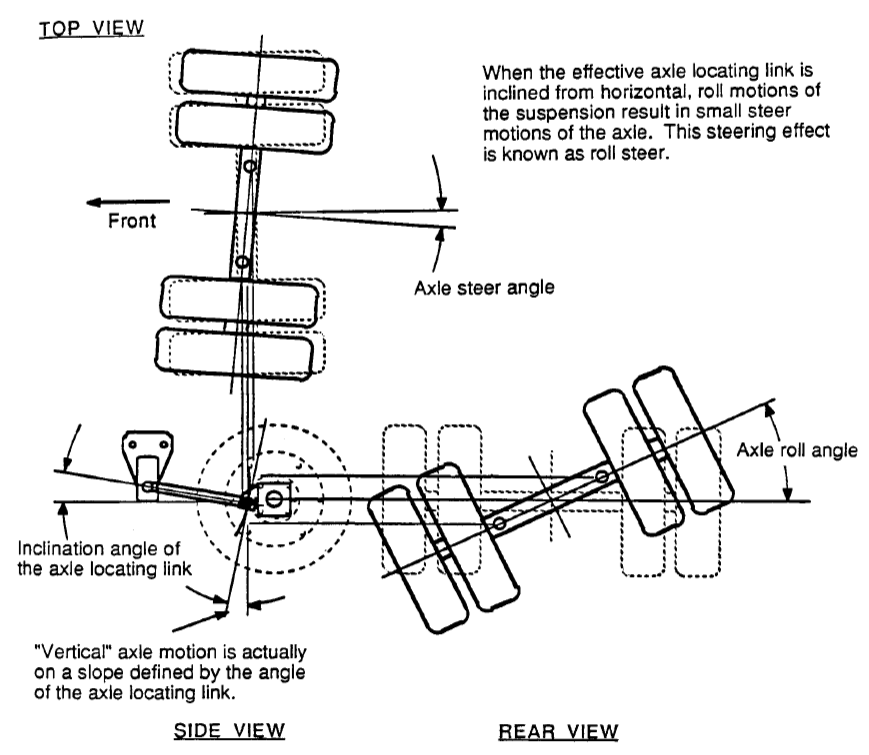 TOP VIEW
When the effective axle locating link is
inclined from horizontal, roll motions of
the suspension result in small steer
motions of the axle. This steering effect
is known as roll steer.
Front
Axle steer angle
Axle roll angle
Inclination angle of
the axle locating link
"Vertical" axle motion is actually
on a slope defined by the angle
of the axle locating link.
SIDE VIEW
REAR VIEW